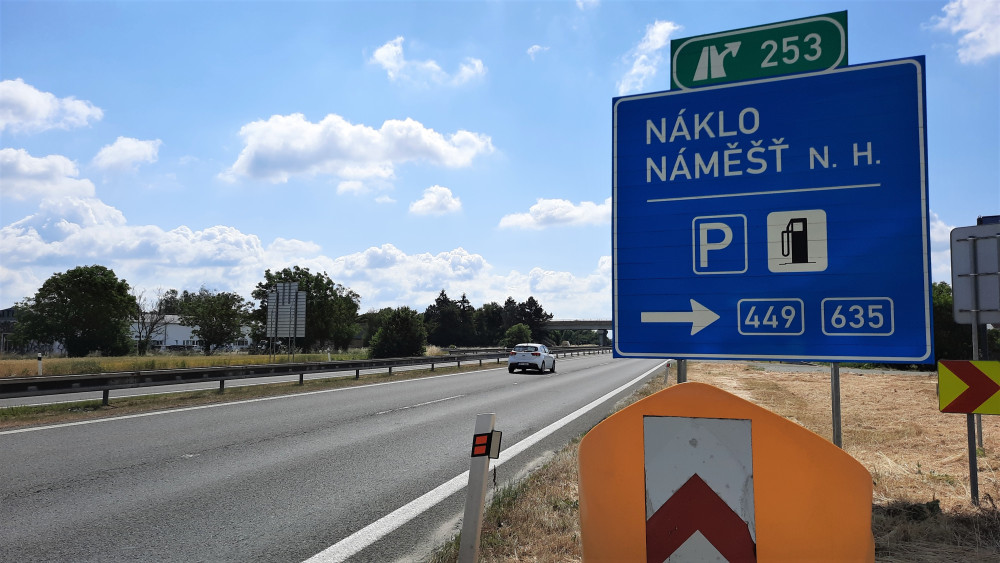 253
NÁKLO
NÁMĚŠŤ N. H.
P
449 635